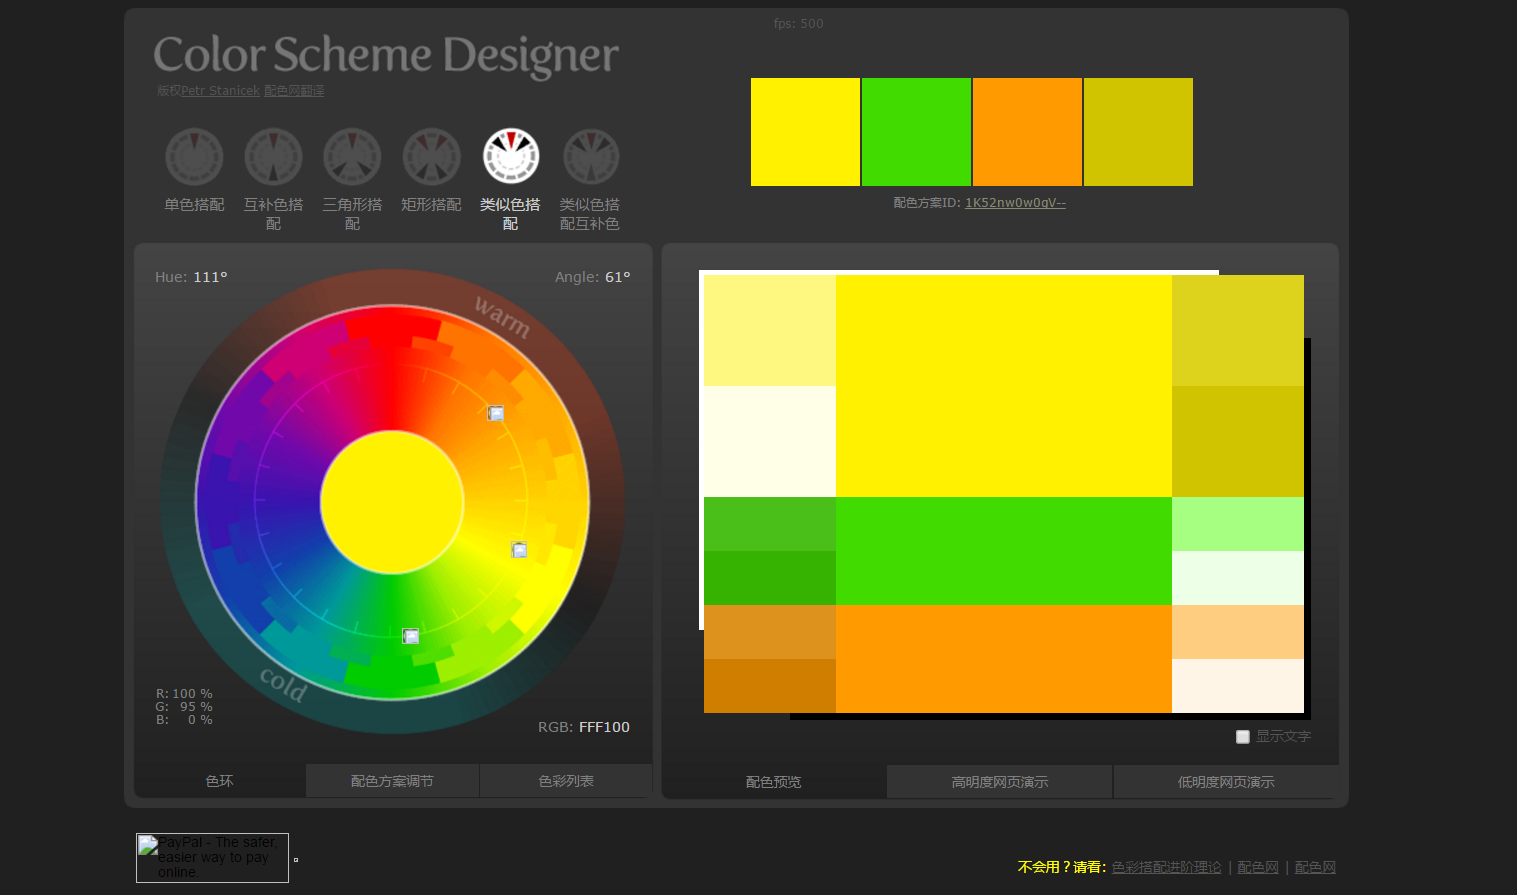 fps: 500
Color Scheme Designer
版权Petr Stanicek 配色网翻译
单色搭配
互补色搭
配
三角形搭
配
矩形搭配
类似色搭
配
类似色搭
配互补色
配色方案ID: 1K52nw0w0gV--
Hue: 111°
Angle: 61°
warm
cold
R: 100 %
G: 95 %
B: 0 %
RGB: FFF100
色环
配色方案调节
色彩列表
显示文字
配色预览
高明度网页演示
低明度网页演示
PayPal - The safer,
easier way to pay
online.
不会用？请看: 色彩搭配进阶理论 | 配色网 | 配色网